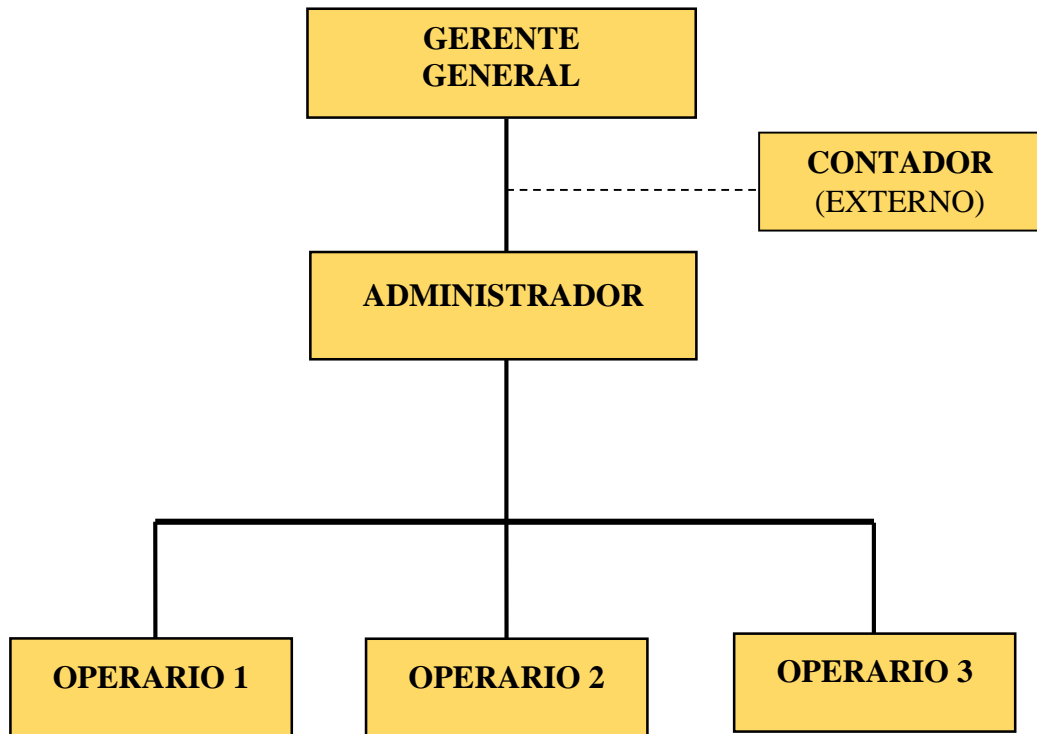 GERENTE
GENERAL
CONTADOR
(EXTERNO)
ADMINISTRADOR
OPERARIO 1
OPERARIO 2
OPERARIO 3